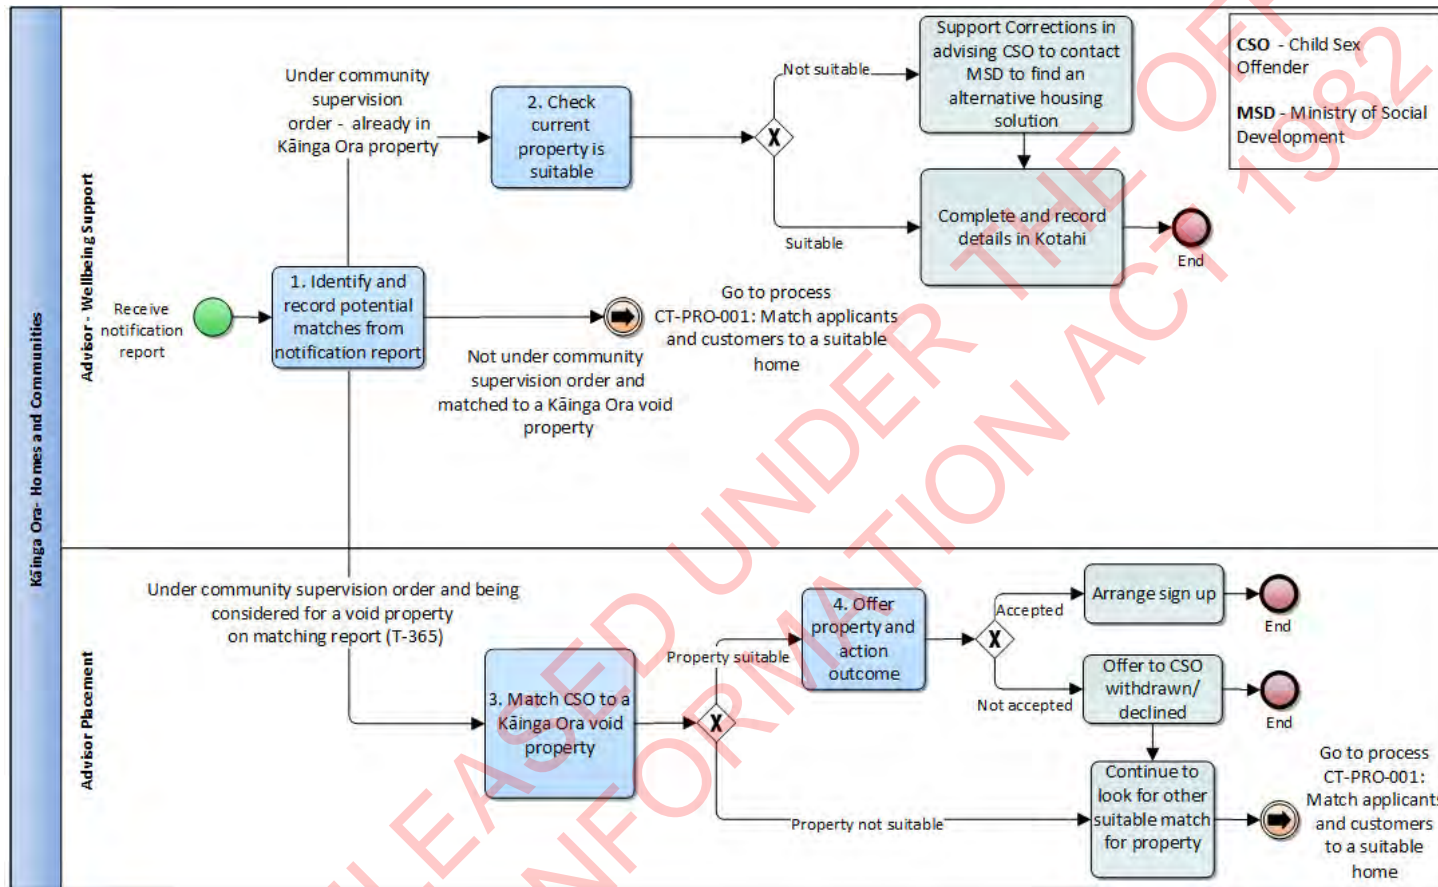 Kāinga Ora- Homes and Communities
Advisor - Wellbeing Support
Receive
notification
report
1. Identify and
record potential
matches from
notification report
Under community
supervision
order - already in
Kāinga Ora property
2. Check
current
property is
suitable
X
Not suitable
Suitable
Support Corrections in
advising CSO to contact
MSD to find an
alternative housing
solution
Complete and record
details in Kotahi
End
CSO - Child Sex
Offender
MSD - Ministry of Social
Development
Not under community
supervision order and
matched to a Kāinga Ora void
property
Go to process
CT-PRO-001: Match applicants
and customers to a suitable
home
Advisor Placement
Under community supervision order and being
considered for a void property
on matching report (T-365)
3. Match CSO to a
Kāinga Ora void
property
X
Property suitable
Property not suitable
4. Offer
property and
action
outcome
X
Accepted
Not accepted
Arrange sign up
End
Offer to CSO
withdrawn/
declined
End
Continue to
look for other
suitable match
for property
Go to process
CT-PRO-001:
Match applicants
and customers
to a suitable
home
LEASED UNDER THE OFF
INFORMATION ACT 1982